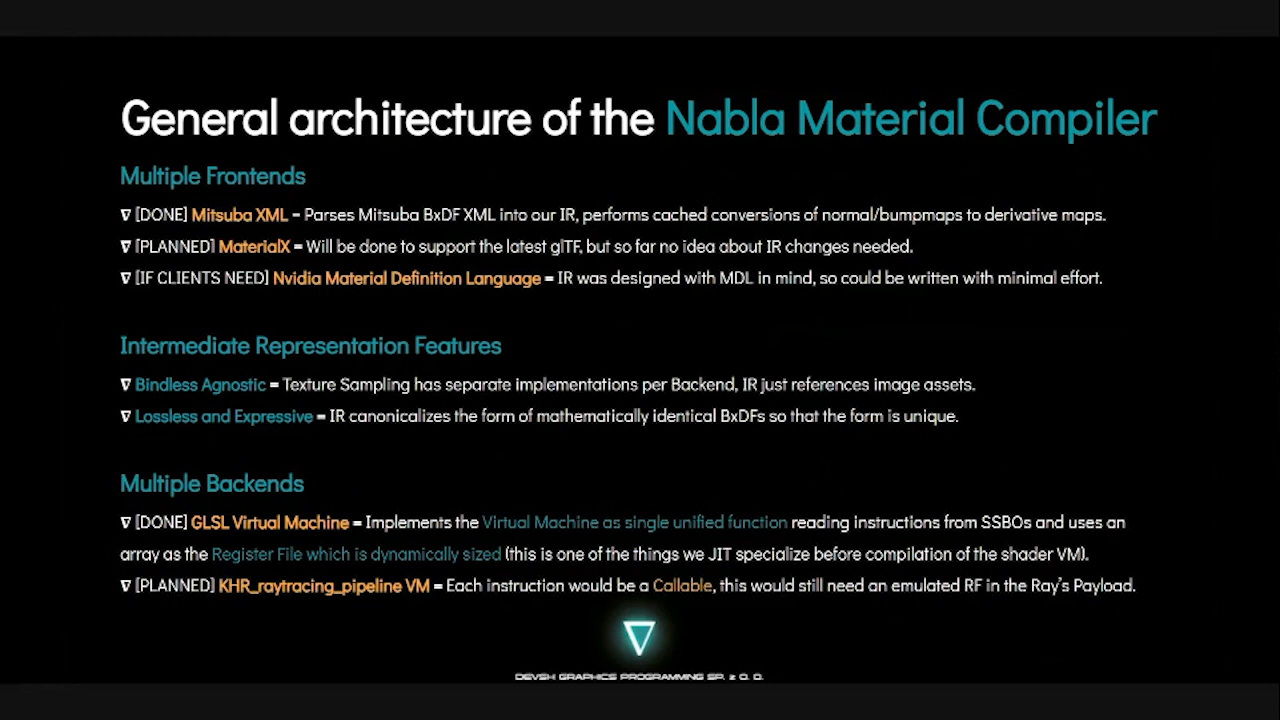 General architecture of the Nabla Material Compiler
Multiple Frontends
∇ [DONE] Mitsuba XML = Parses Mitsuba BxDF XML into our IR, performs cached conversions of normal/bumpmaps to derivative maps.
∇ [PLANNED] MaterialX = Will be done to support the latest glTF, but so far no idea about IR changes needed.
∇ [IF CLIENTS NEED] Nvidia Material Definition Language = IR was designed with MDL in mind, so could be written with minimal effort.
Intermediate Representation Features
∇ Bindless Agnostic = Texture Sampling has separate implementations per Backend, IR just references image assets.
∇ Lossless and Expressive = IR canonicalizes the form of mathematically identical BxDFs so that the form is unique.
Multiple Backends
∇ [DONE] GLSL Virtual Machine = Implements the Virtual Machine as single unified function reading instructions from SSBOs and uses an
array as the Register File which is dynamically sized (this is one of the things we JIT specialize before compilation of the shader VM).
∇ [PLANNED] KHR_raytracing_pipeline VM = Each instruction would be a Callable, this would still need an emulated RF in the Ray's Payload.
DEVSH GRAPHICS PROGRAMMING SP. z O. O.